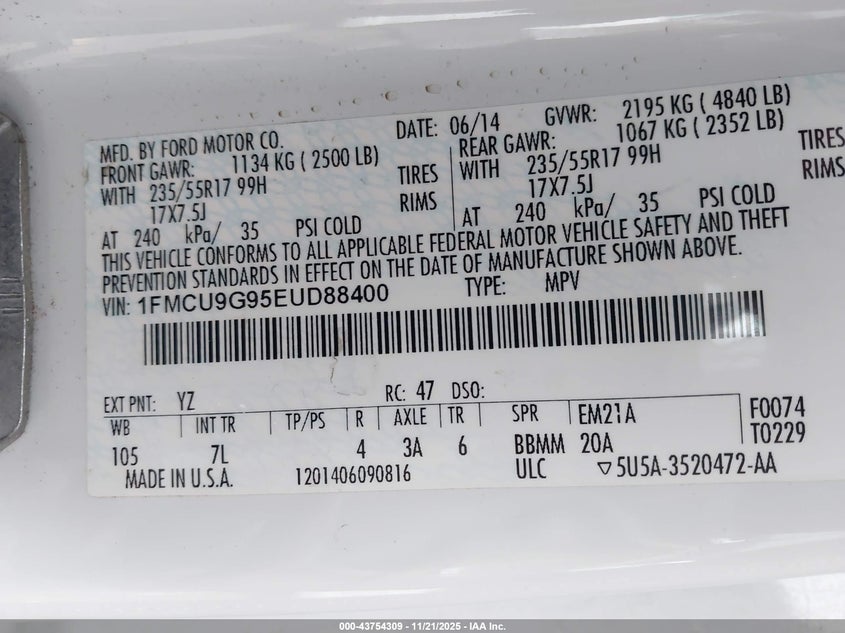 MFD. BY FORD MOTOR CO. DATE: 06/14 GVWR: 2195 KG ( 4840 LB)
FRONT GAWR: 1134 KG ( 2500 LB) REAR GAWR: 1067 KG ( 2352 LB)
WITH 235/55R17 99H TIRES WITH 235/55R17 99H TIRES
17X7.5J RIMS 17X7.5J RIMS
AT 240 kPa/ 35 PSI COLD AT 240 kPa/ 35 PSI COLD
THIS VEHICLE CONFORMS TO ALL APPLICABLE FEDERAL MOTOR VEHICLE SAFETY AND THEFT
PREVENTION STANDARDS IN EFFECT ON THE DATE OF MANUFACTURE SHOWN ABOVE.
VIN: 1FMCU9G95EUD88400 TYPE: MPV
EXT PNT: YZ RC: 47 DSO:
WB INT TR TP/PS R AXLE TR SPR EM21A F0074
105 7L 4 3A 6 BBMM 20A T0229
MADE IN U.S.A. 1201406090816 ULC ▽5U5A-3520472-AA
000-43754309 - 11/21/2025 - IAA Inc.